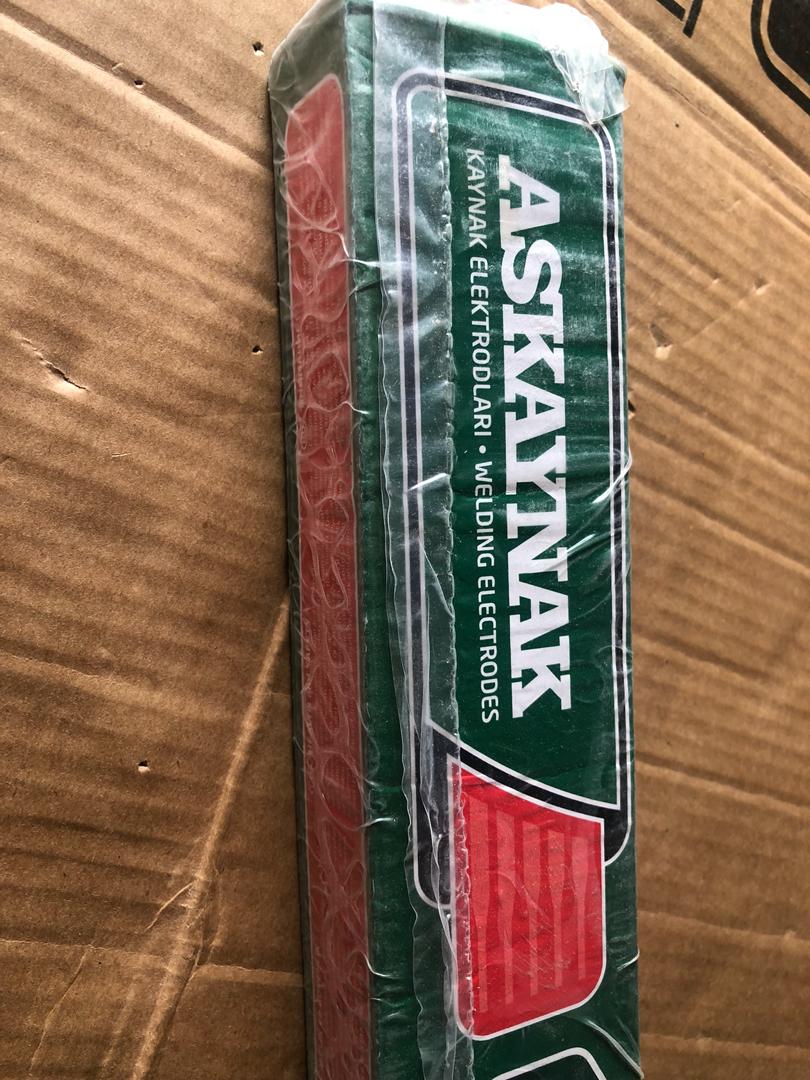 ASKAYNAK
KAYNAK ELEKTRODLARI • WELDING ELECTRODES